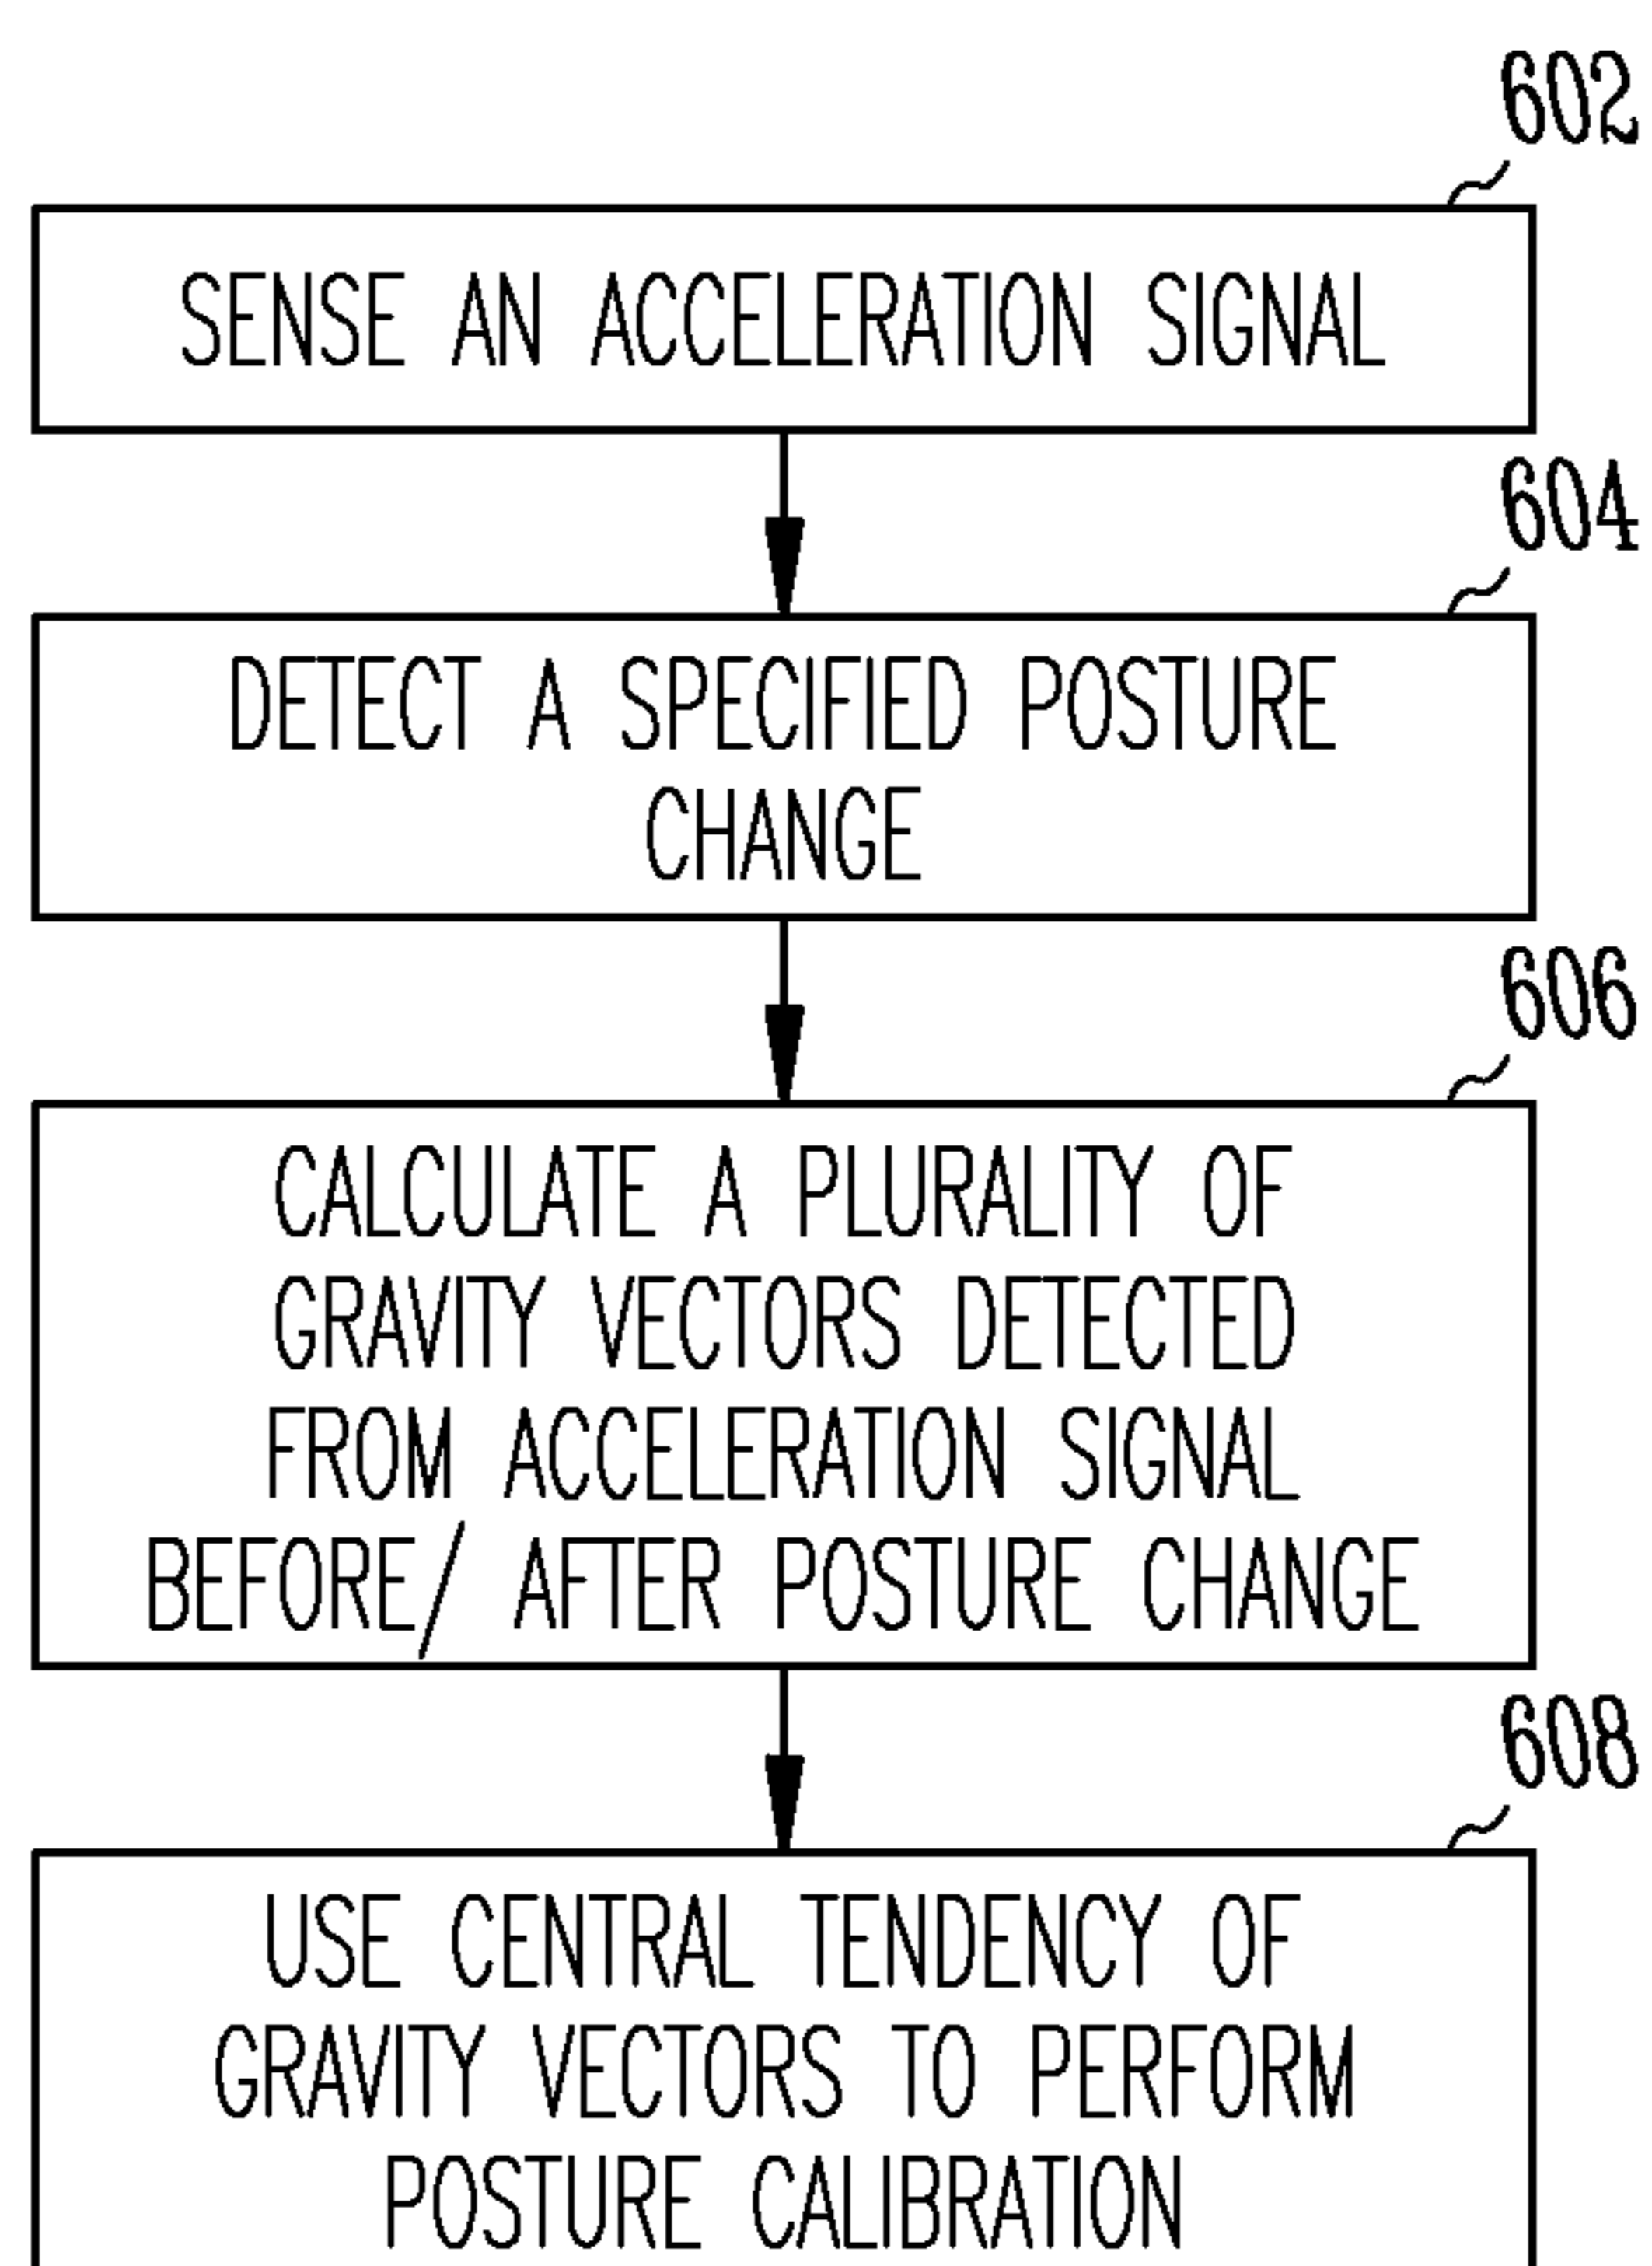 602
SENSE AN ACCELERATION SIGNAL
604
DETECT A SPECIFIED POSTURE
CHANGE
606
CALCULATE A PLURALITY OF
GRAVITY VECTORS DETECTED
FROM ACCELERATION SIGNAL
BEFORE/ AFTER POSTURE CHANGE
608
USE CENTRAL TENDENCY OF
GRAVITY VECTORS TO PERFORM
POSTURE CALIBRATION